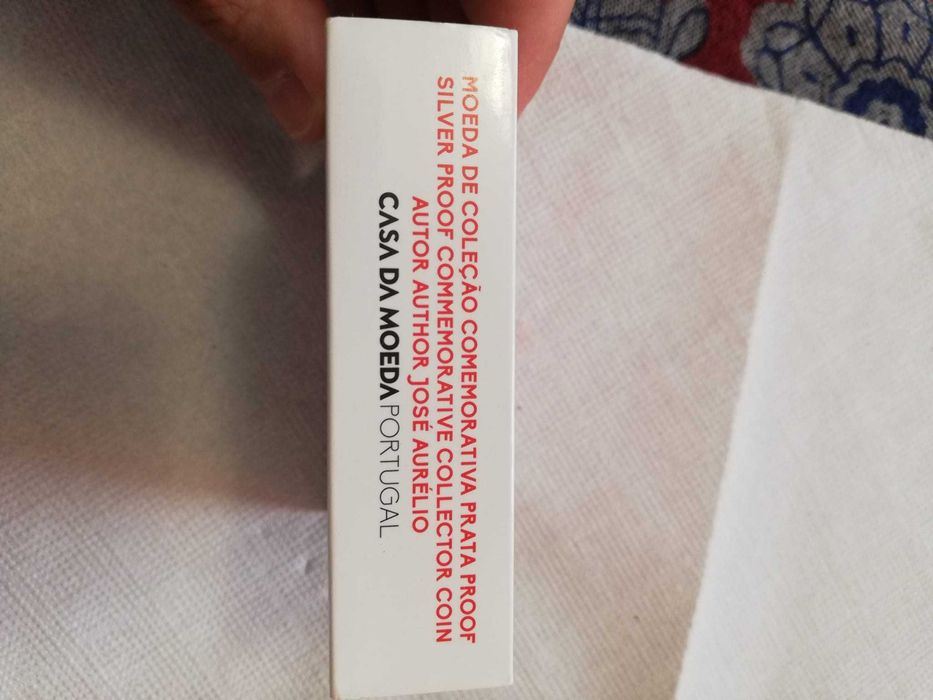 MOEDA DE COLEÇÃO COMEMORATIVA PRATA PROOF
SILVER PROOF COMMEMORATIVE COLLECTOR COIN
AUTOR AUTHOR JOSÉ AURÉLIO
CASA DA MOEDA PORTUGAL